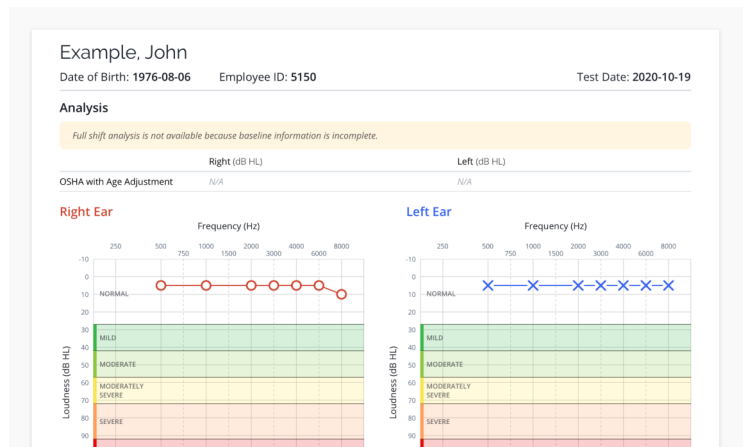 Example, John
Date of Birth: 1976-08-06 Employee ID: 5150 Test Date: 2020-10-19
Analysis
Full shift analysis is not available because baseline information is incomplete.
Right (dB HL) Left (dB HL)
OSHA with Age Adjustment N/A N/A
Right Ear
Frequency (Hz)
250 500 1000 2000 4000 8000
750 1500 3000 6000
-10
0
10 NORMAL
20
30
MILD
40
50 MODERATE
60 MODERATELY
SEVERE
70
80 SEVERE
90
Loudness (dB HL)
Left Ear
Frequency (Hz)
250 500 1000 2000 4000 8000
750 1500 3000 6000
-10
0
10 NORMAL
20
30
MILD
40
50 MODERATE
60 MODERATELY
SEVERE
70
80 SEVERE
90
Loudness (dB HL)